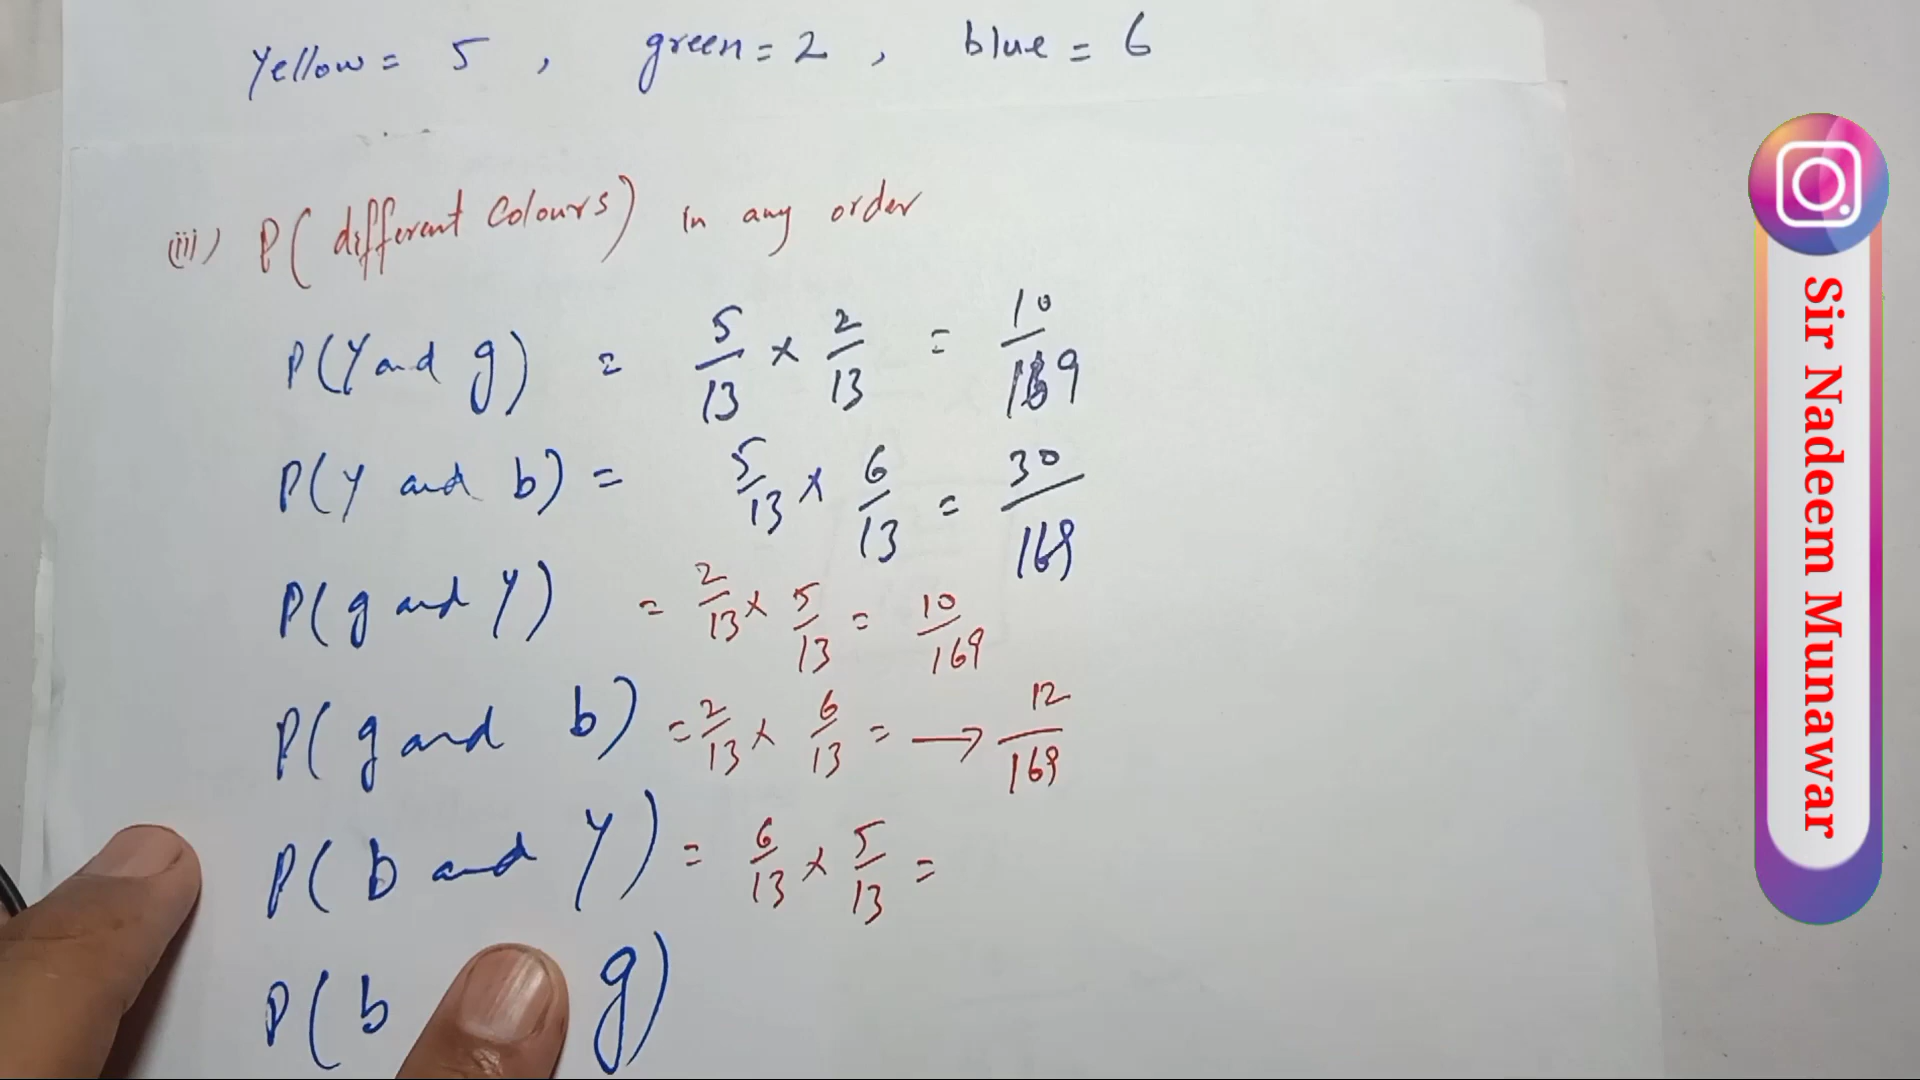 Yellow = 5 , green = 2 , blue = 6
(iii) P( different Colours) in any order
P(Y and g) = 5/13 × 2/13 = 10/169
P(Y and b) = 5/13 × 6/13 = 30/169
P(g and Y) = 2/13 × 5/13 = 10/169
P(g and b) = 2/13 × 6/13 = → 12/169
P( b and Y) = 6/13 × 5/13 =
P( b g)
Sir Nadeem Munawar